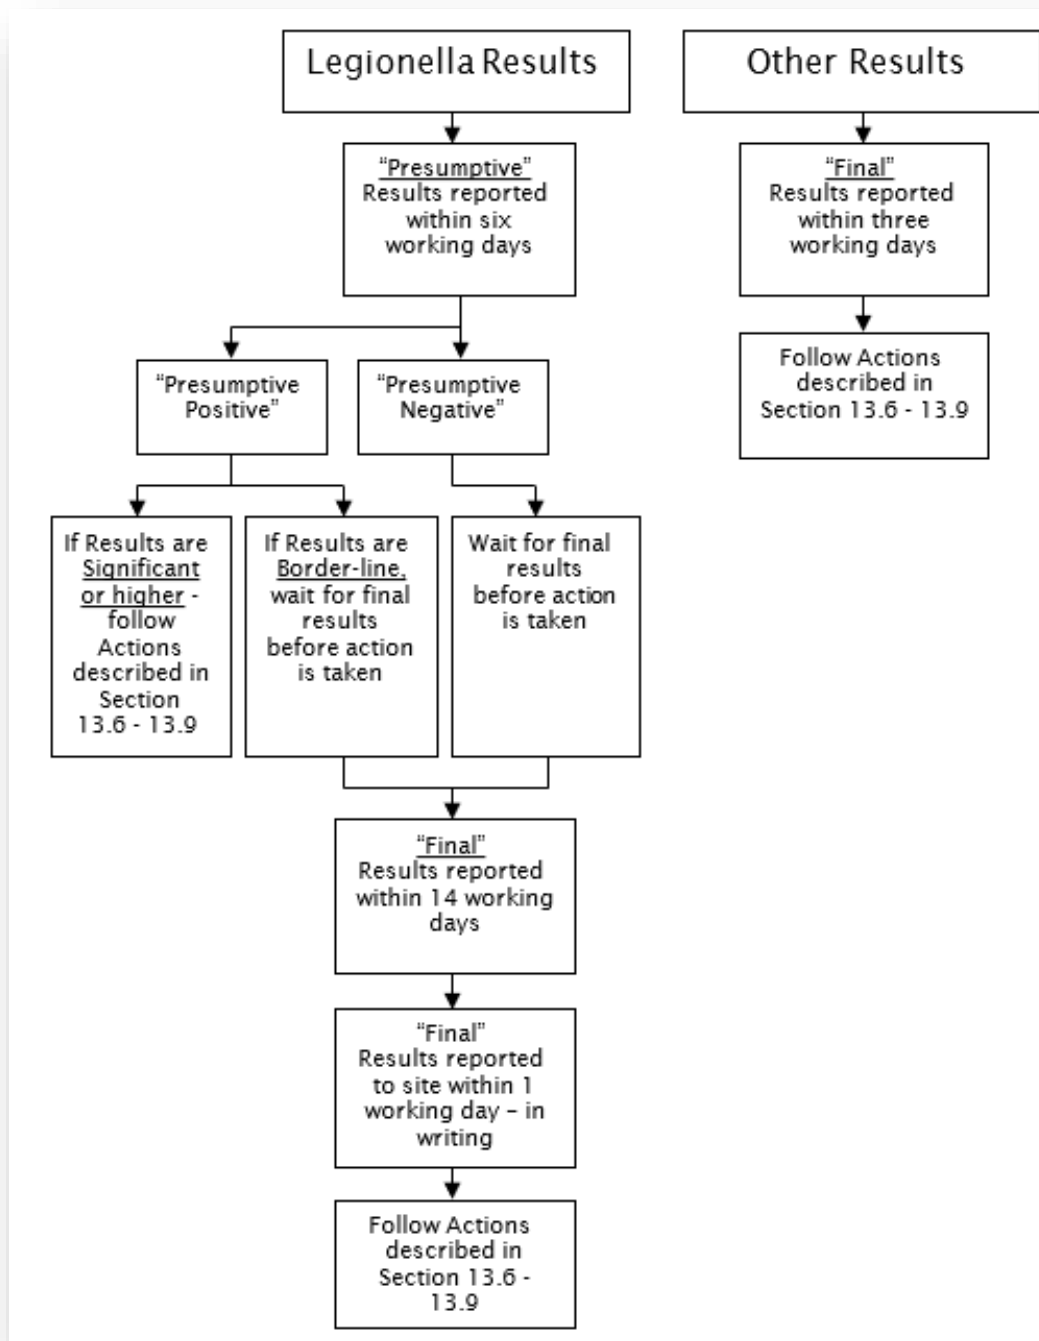 Legionella Results
Other Results
“Presumptive”
Results reported
within six
working days
“Final”
Results reported
within three
working days
Follow Actions
described in
Section 13.6 - 13.9
“Presumptive
Positive”
“Presumptive
Negative”
If Results are
Significant
or higher -
follow
Actions
described in
Section
13.6 - 13.9
If Results are
Border-line,
wait for final
results
before action
is taken
Wait for final
results
before action
is taken
“Final”
Results reported
within 14 working
days
“Final”
Results reported
to site within 1
working day – in
writing
Follow Actions
described in
Section 13.6 -
13.9